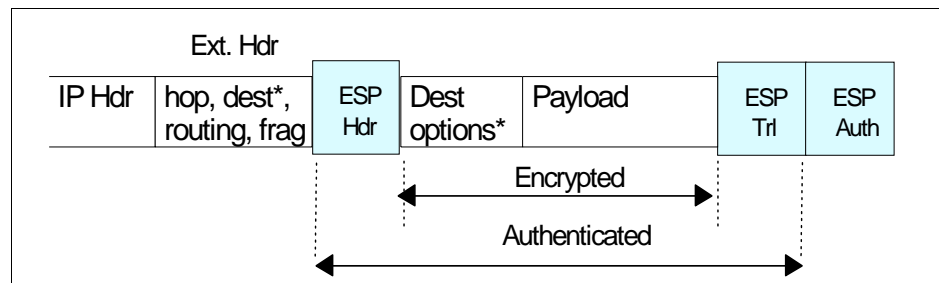 Ext. Hdr
IP Hdr
hop, dest*,
routing, frag
ESP
Hdr
Dest
options*
Payload
ESP
Trl
ESP
Auth
Encrypted
Authenticated